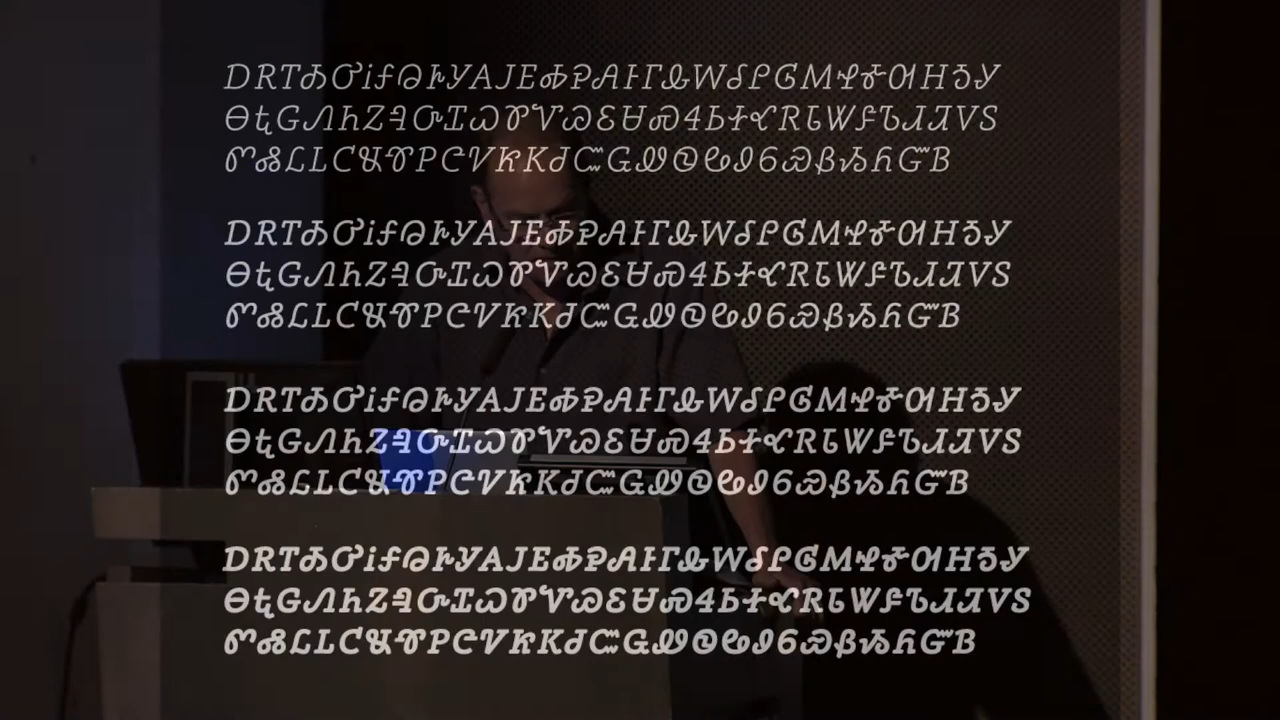 ᎠᎡᎢᎣᎤᎥᎦᎧᎨᎩᎪᎫᎬᎭᎮᎯᎰᎱᎲᎳᎴᎵᎶᎷᎸᎹᎺᎻᎼᎽ
ᎾᎿᏀᏁᏂᏃᏄᏅᏆᏇᏈᏉᏊᏋᏌᏍᏎᏏᏐᏑᏒᏓᏔᏕᏖᏗᏘᏙᏚ
ᏛᏜᏝᏞᏟᏠᏡᏢᏣᏤᏥᏦᏧᏨᏩᏪᏫᏬᏭᏮᏯᏰᏱᏲᏳᏴ
ᎠᎡᎢᎣᎤᎥᎦᎧᎨᎩᎪᎫᎬᎭᎮᎯᎰᎱᎲᎳᎴᎵᎶᎷᎸᎹᎺᎻᎼᎽ
ᎾᎿᏀᏁᏂᏃᏄᏅᏆᏇᏈᏉᏊᏋᏌᏍᏎᏏᏐᏑᏒᏓᏔᏕᏖᏗᏘᏙᏚ
ᏛᏜᏝᏞᏟᏠᏡᏢᏣᏤᏥᏦᏧᏨᏩᏪᏫᏬᏭᏮᏯᏰᏱᏲᏳᏴ
ᎠᎡᎢᎣᎤᎥᎦᎧᎨᎩᎪᎫᎬᎭᎮᎯᎰᎱᎲᎳᎴᎵᎶᎷᎸᎹᎺᎻᎼᎽ
ᎾᎿᏀᏁᏂᏃᏄᏅᏆᏇᏈᏉᏊᏋᏌᏍᏎᏏᏐᏑᏒᏓᏔᏕᏖᏗᏘᏙᏚ
ᏛᏜᏝᏞᏟᏠᏡᏢᏣᏤᏥᏦᏧᏨᏩᏪᏫᏬᏭᏮᏯᏰᏱᏲᏳᏴ
ᎠᎡᎢᎣᎤᎥᎦᎧᎨᎩᎪᎫᎬᎭᎮᎯᎰᎱᎲᎳᎴᎵᎶᎷᎸᎹᎺᎻᎼᎽ
ᎾᎿᏀᏁᏂᏃᏄᏅᏆᏇᏈᏉᏊᏋᏌᏍᏎᏏᏐᏑᏒᏓᏔᏕᏖᏗᏘᏙᏚ
ᏛᏜᏝᏞᏟᏠᏡᏢᏣᏤᏥᏦᏧᏨᏩᏪᏫᏬᏭᏮᏯᏰᏱᏲᏳᏴ